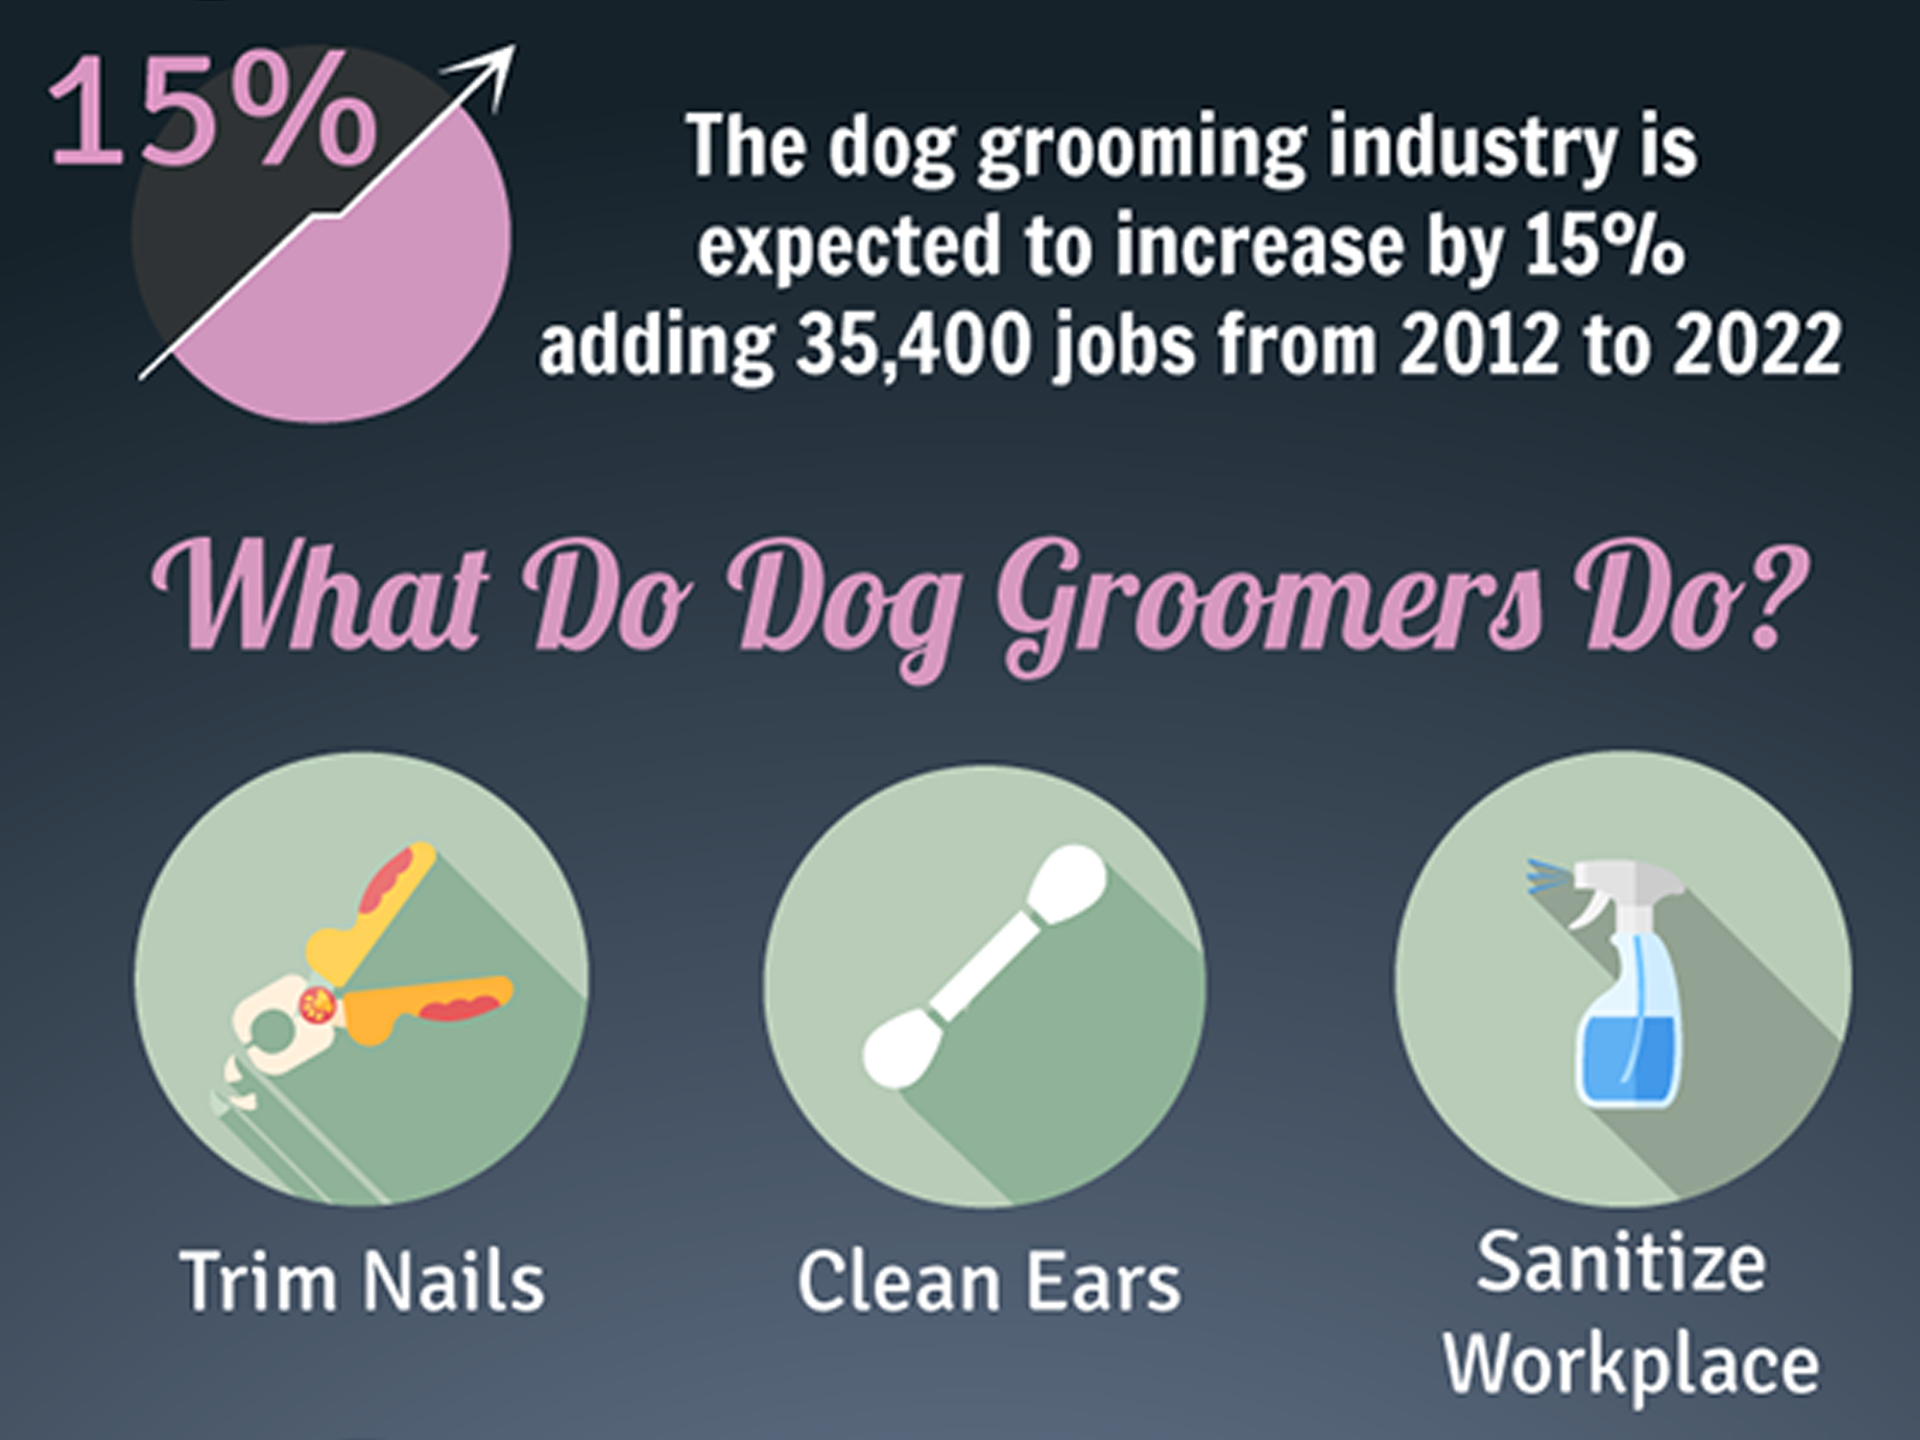 15%
The dog grooming industry is
expected to increase by 15%
adding 35,400 jobs from 2012 to 2022
What Do Dog Groomers Do?
Trim Nails
Clean Ears
Sanitize
Workplace